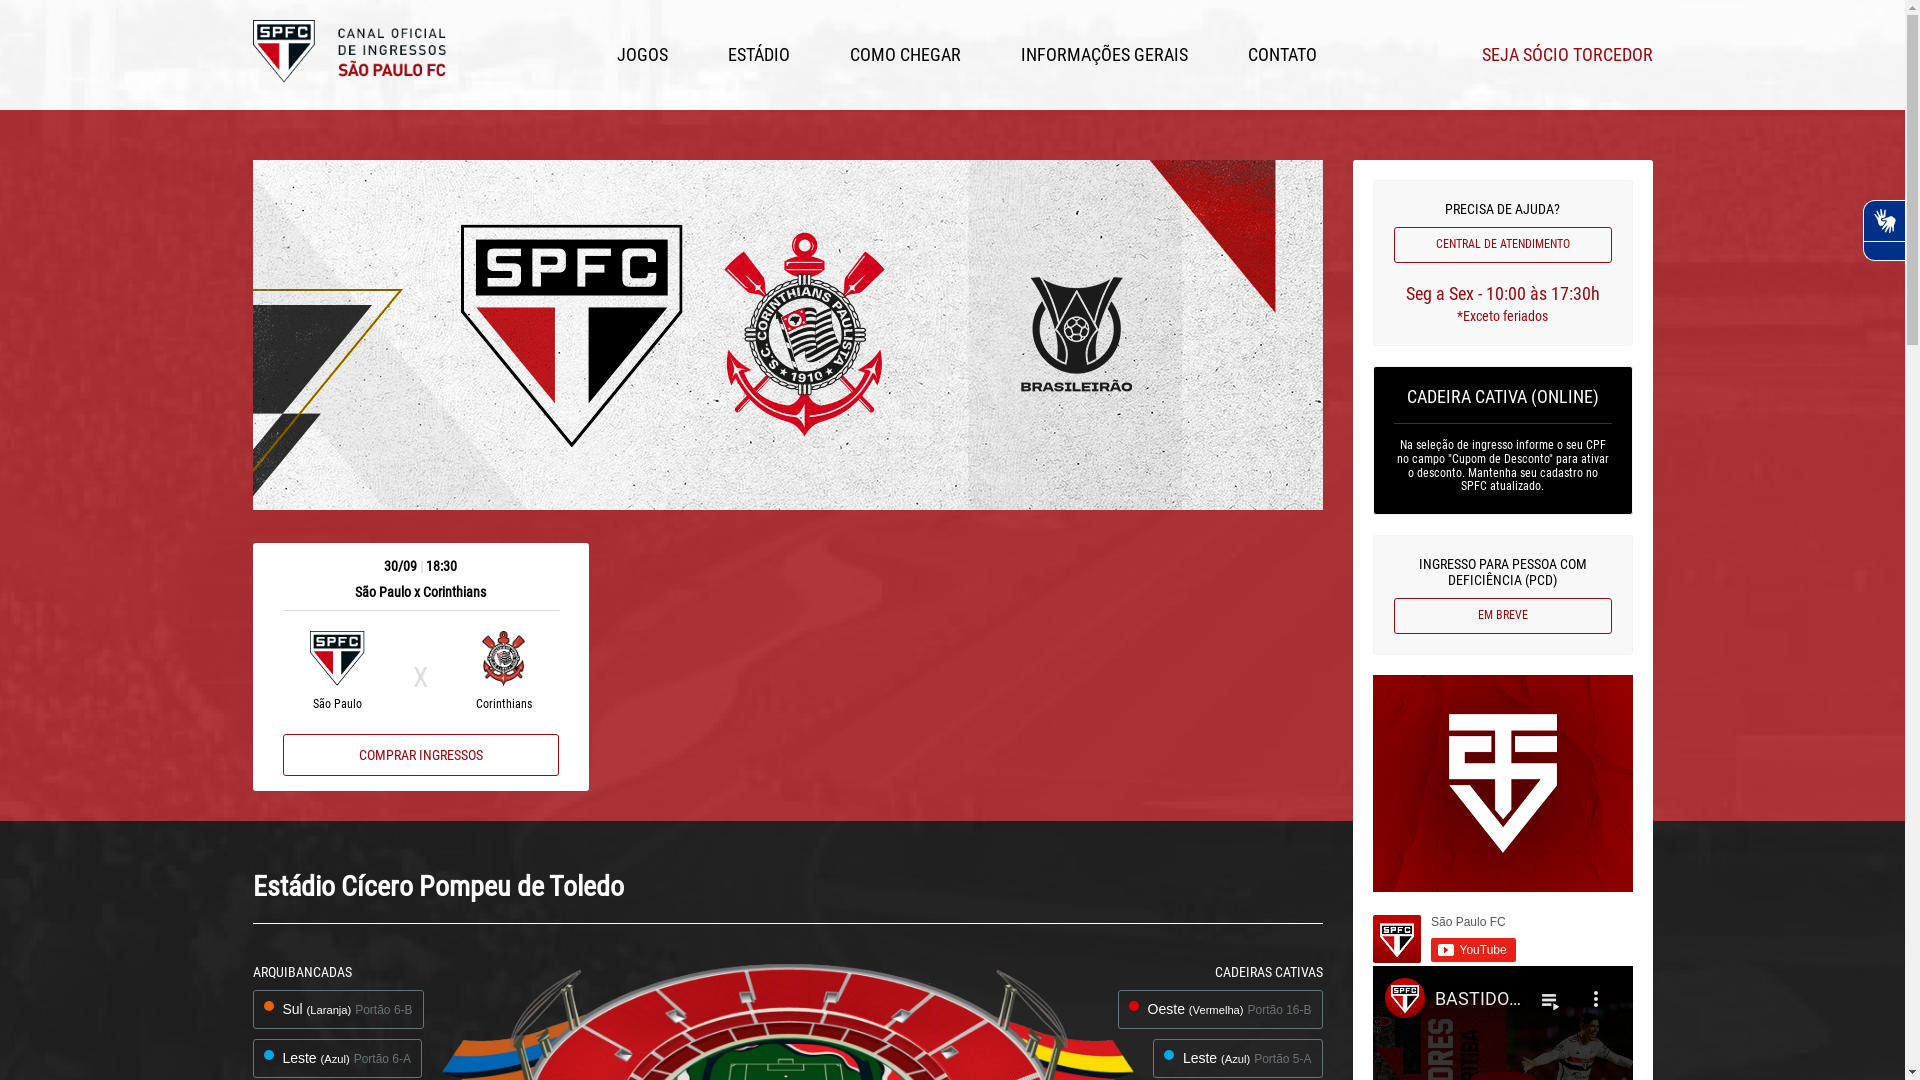 SPFC
CANAL OFICIAL
DE INGRESSOS
SÃO PAULO FC
JOGOS
ESTÁDIO
COMO CHEGAR
INFORMAÇÕES GERAIS
CONTATO
SEJA SÓCIO TORCEDOR
SPFC
S.C. CORINTHIANS PAULISTA
1910
BRASILEIRÃO
30/09 | 18:30
São Paulo x Corinthians
SPFC
X
São Paulo
Corinthians
COMPRAR INGRESSOS
PRECISA DE AJUDA?
CENTRAL DE ATENDIMENTO
Seg a Sex - 10:00 às 17:30h
*Exceto feriados
CADEIRA CATIVA (ONLINE)
Na seleção de ingresso informe o seu CPF
no campo "Cupom de Desconto" para ativar
o desconto. Mantenha seu cadastro no
SPFC atualizado.
INGRESSO PARA PESSOA COM
DEFICIÊNCIA (PCD)
EM BREVE
São Paulo FC
SPFC
YouTube
SPFC
BASTIDO...
Estádio Cícero Pompeu de Toledo
ARQUIBANCADAS
Sul (Laranja) Portão 6-B
Leste (Azul) Portão 6-A
CADEIRAS CATIVAS
Oeste (Vermelha) Portão 16-B
Leste (Azul) Portão 5-A